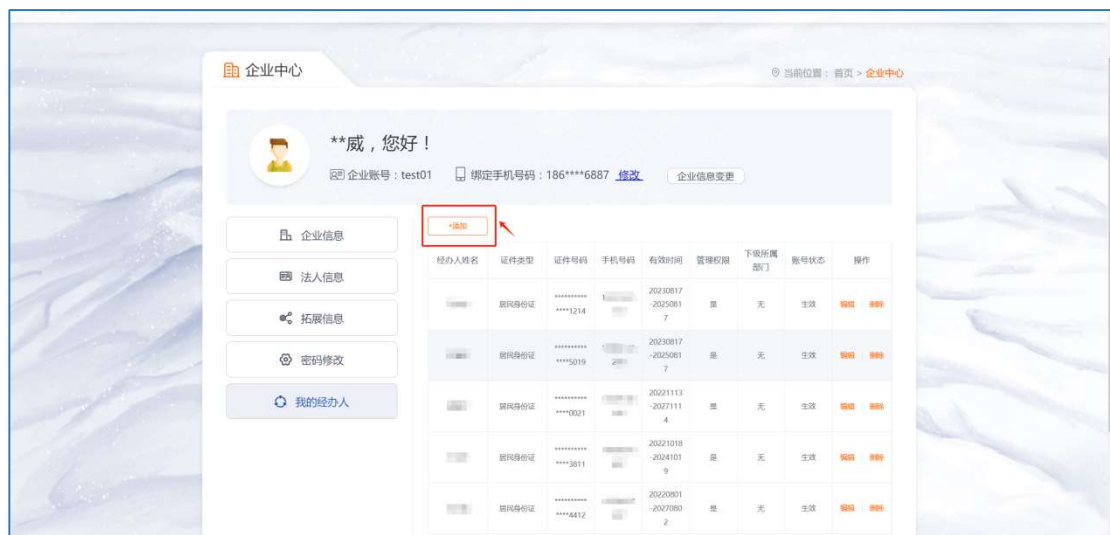 企业中心
当前位置： 首页 > 企业中心
**威，您好！
企业账号：test01 绑定手机号码：186****6887 修改 企业信息变更
+添加
企业信息
法人信息
拓展信息
密码修改
我的经办人
经办人姓名 证件类型 证件号码 手机号码 有效时间 管理权限 下级所属部门 账号状态 操作
居民身份证 **************1214 20230817-20250817 是 无 生效 编辑 删除
居民身份证 **************5019 20230817-20250817 是 无 生效 编辑 删除
居民身份证 **************0021 20221113-20271114 是 无 生效 编辑 删除
居民身份证 **************3811 20221018-20241019 是 无 生效 编辑 删除
居民身份证 **************4412 20220801-20270802 是 无 生效 编辑 删除